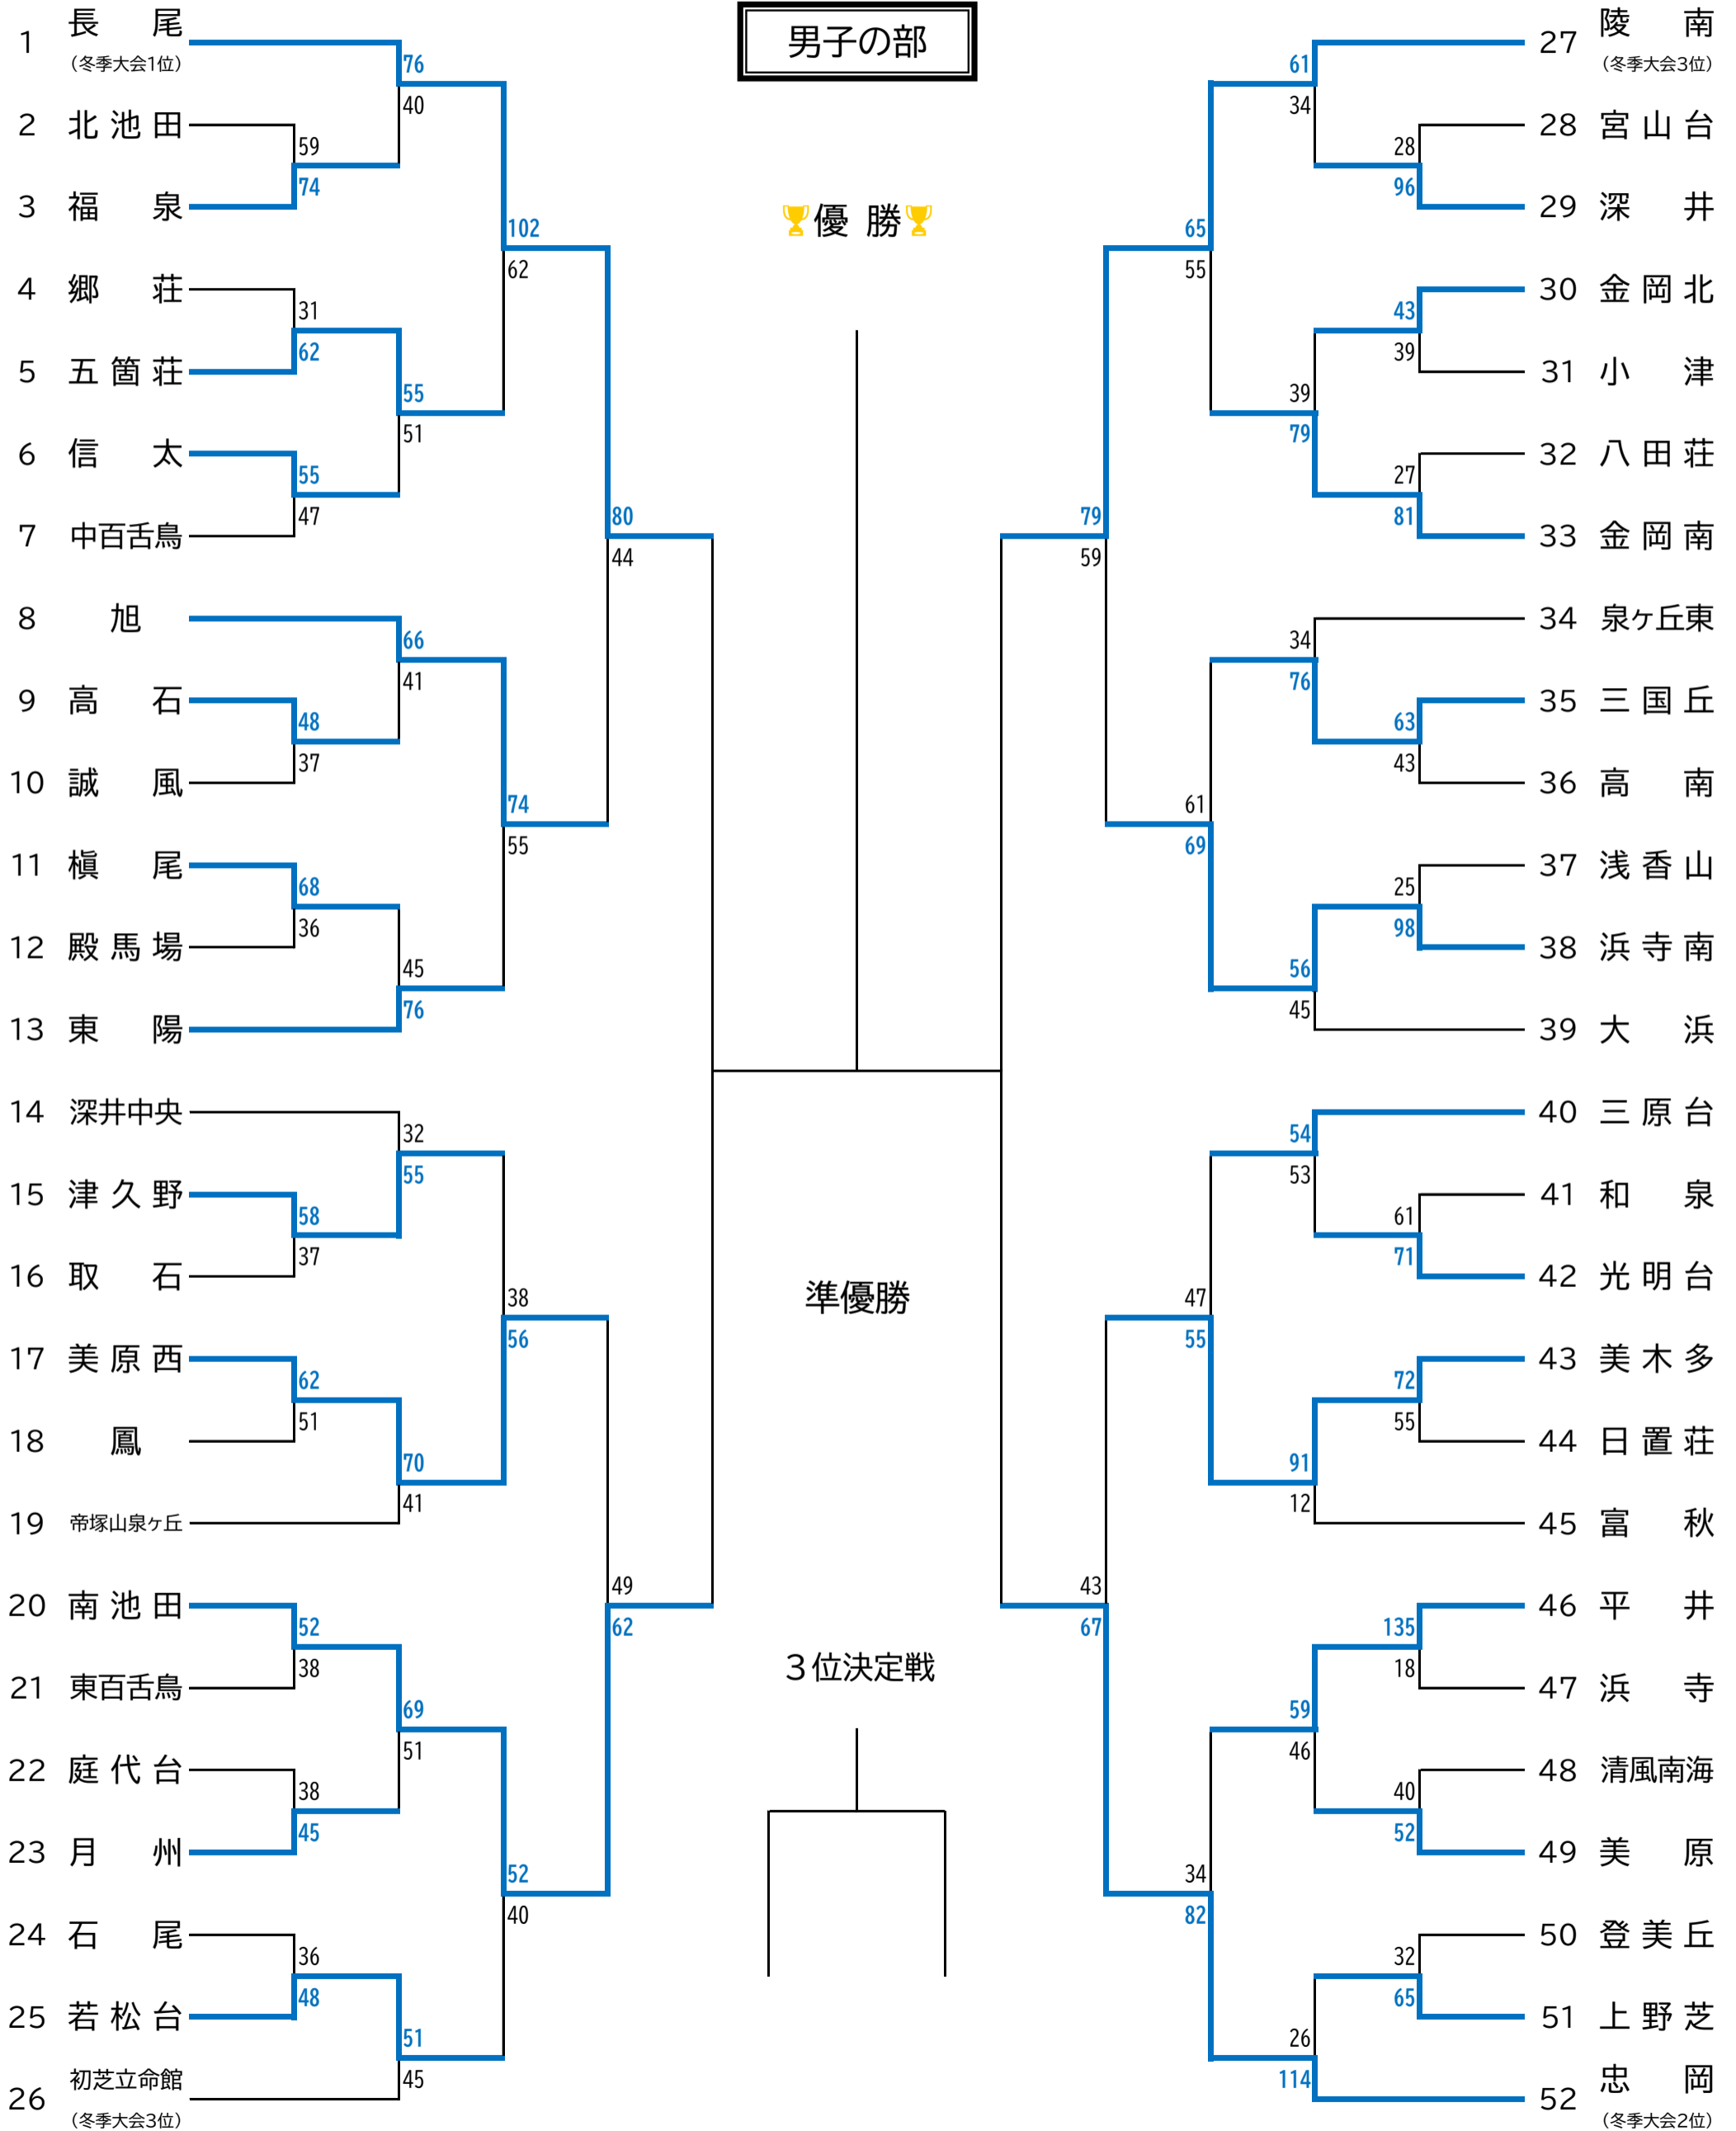 男子の部
🏆優 勝🏆
準優勝
３位決定戦
1 長尾
（冬季大会1位）
2 北池田
3 福泉
4 郷荘
5 五箇荘
6 信太
7 中百舌鳥
8 旭
9 高石
10 誠風
11 槇尾
12 殿馬場
13 東陽
14 深井中央
15 津久野
16 取石
17 美原西
18 鳳
19 帝塚山泉ヶ丘
20 南池田
21 東百舌鳥
22 庭代台
23 月州
24 石尾
25 若松台
26 初芝立命館
（冬季大会3位）
59
74
31
62
55
47
48
37
68
36
58
37
62
51
52
38
38
45
36
48
76
40
55
51
66
41
45
76
32
55
70
41
69
51
51
45
102
62
74
55
38
56
52
40
80
44
49
62
79
59
43
67
65
55
61
69
47
55
34
82
61
34
39
79
34
76
56
45
54
53
91
12
59
46
26
114
28
96
43
39
27
81
63
43
25
98
61
71
72
55
135
18
40
52
32
65
27 陵南
（冬季大会3位）
28 宮山台
29 深井
30 金岡北
31 小津
32 八田荘
33 金岡南
34 泉ヶ丘東
35 三国丘
36 高南
37 浅香山
38 浜寺南
39 大浜
40 三原台
41 和泉
42 光明台
43 美木多
44 日置荘
45 富秋
46 平井
47 浜寺
48 清風南海
49 美原
50 登美丘
51 上野芝
52 忠岡
（冬季大会2位）